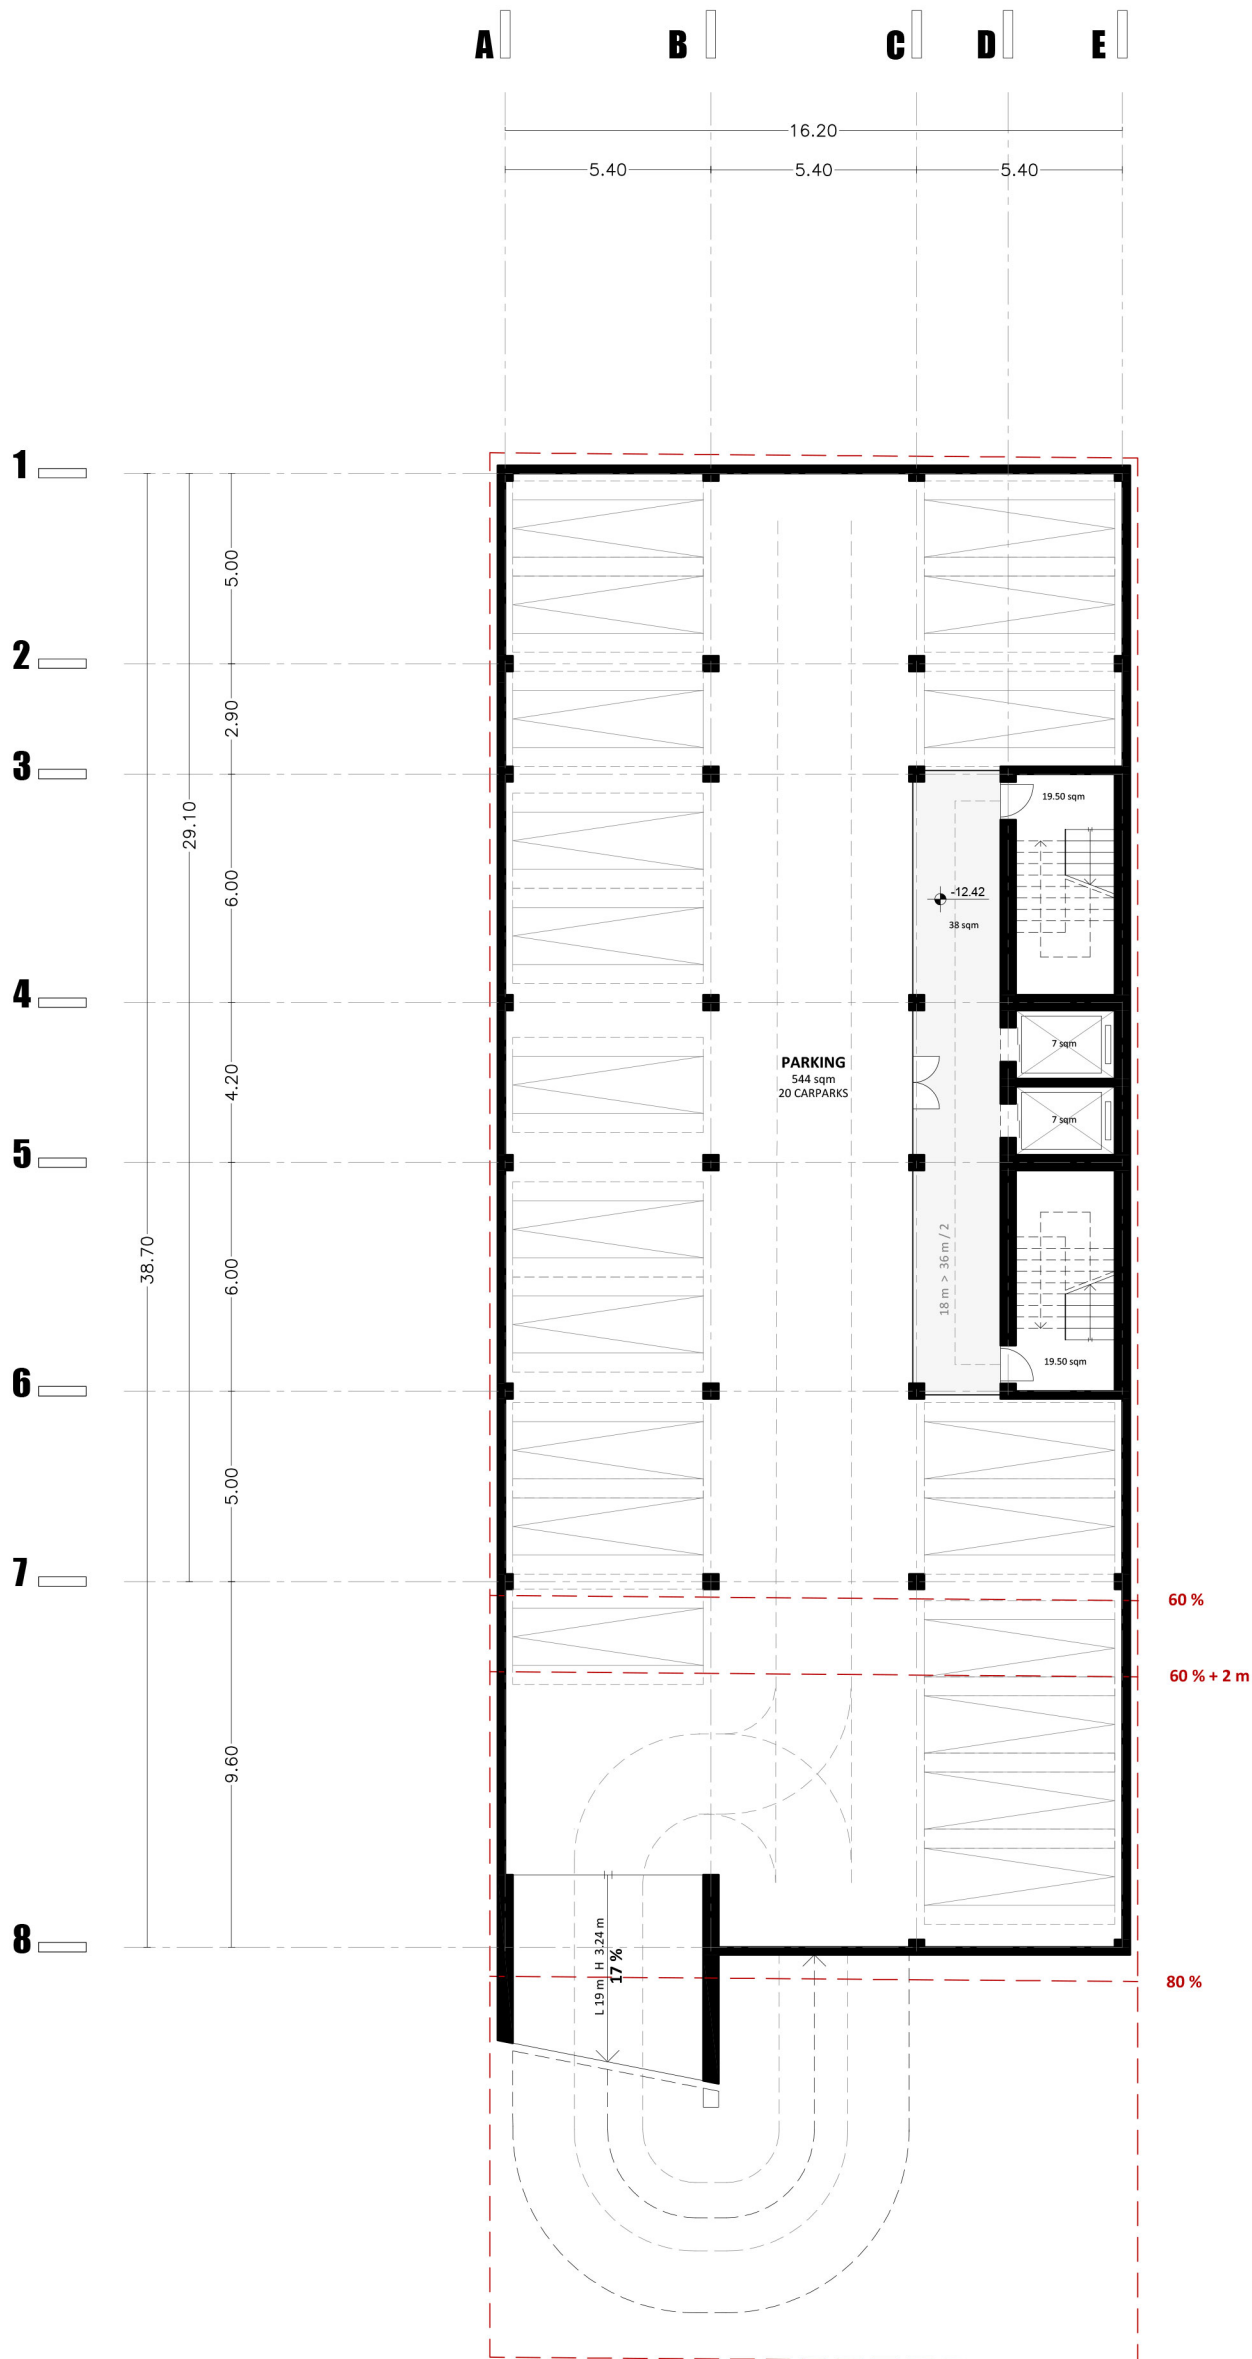 A B C D E
16.20
5.40 5.40 5.40
1
5.00
2
2.90
3
19.50 sqm
29.10
6.00
-12.42
38 sqm
4
7 sqm
PARKING
544 sqm
20 CARPARKS
4.20
7 sqm
5
38.70
6.00
18 m > 36 m / 2
19.50 sqm
6
5.00
7
60 %
60 % + 2 m
9.60
8
L 19 m H 3.24 m
17 %
80 %